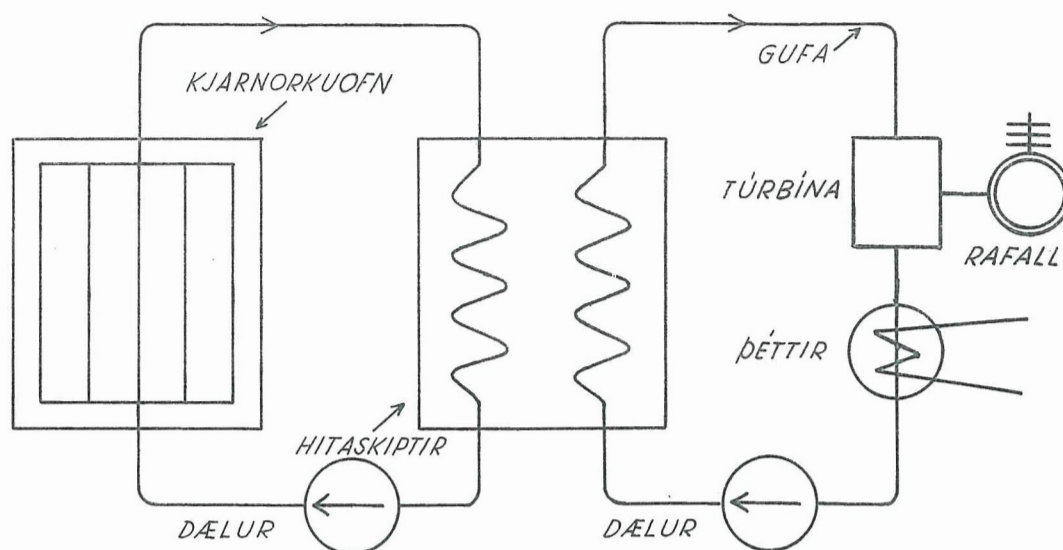 GUFA
KJARNORKUOFN
TÚRBÍNA
RAFALL
ÞÉTTIR
HITASKIPTIR
DÆLUR
DÆLUR